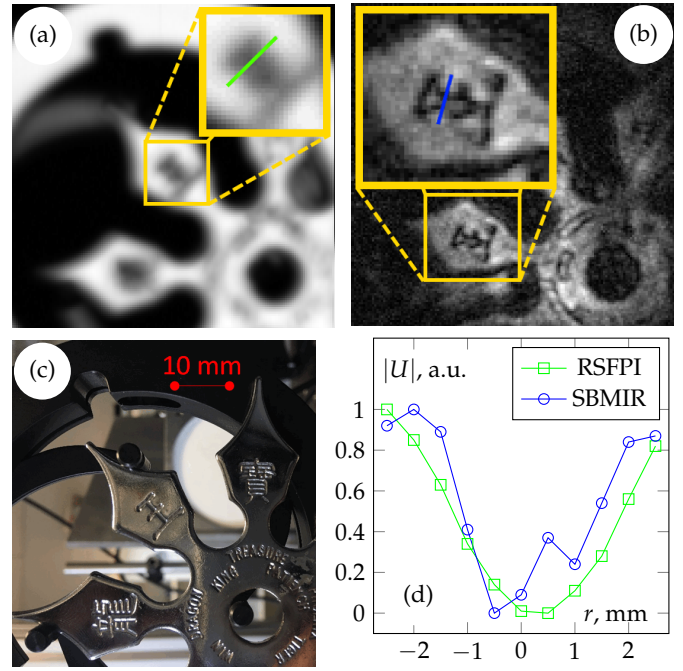 (a)
(b)
(c)
10 mm
寶
王
TREASURE
DRAGON
|U|, a.u.
RSFPI
SBMIR
1
0.8
0.6
0.4
0.2
0
(d)
r, mm
−2 −1 0 1 2